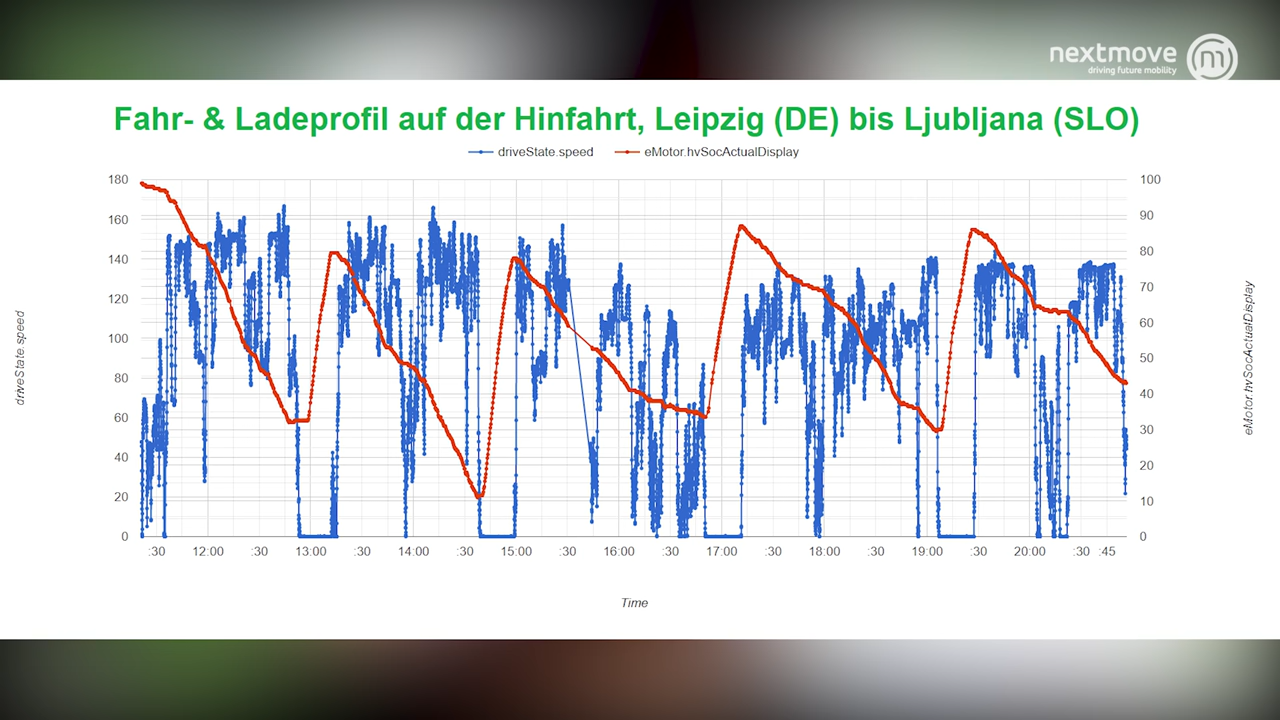 nextmove
driving future mobility
Fahr- & Ladeprofil auf der Hinfahrt, Leipzig (DE) bis Ljubljana (SLO)
driveState.speed eMotor.hvSocActualDisplay
180 100
160 90
140 80
120 70
100 60
80 50
60 40
40 30
20 20
0 10
0
driveState.speed
eMotor.hvSocActualDisplay
:30 12:00 :30 13:00 :30 14:00 :30 15:00 :30 16:00 :30 17:00 :30 18:00 :30 19:00 :30 20:00 :30 :45
Time